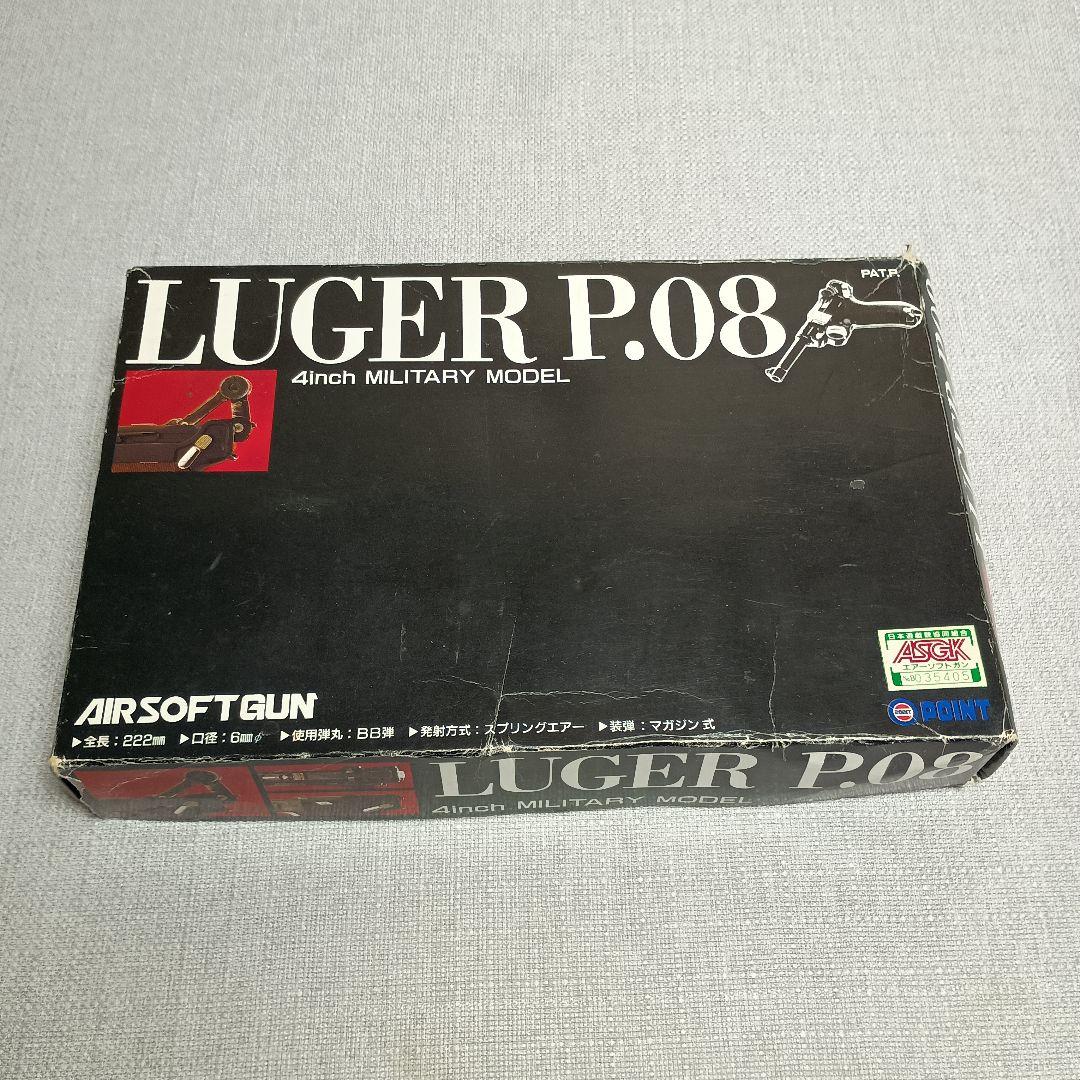 LUGER P.08
PAT.P.
4inch MILITARY MODEL
日本遊戯銃協同組合
ASGK
エアーソフトガン
No.B0035405
POINT
AIRSOFTGUN
▶全長：222mm ▶口径：6mmφ ▶使用弾丸：BB弾 ▶発射方式：スプリングエアー ▶装弾：マガジン式
LUGER P.08
4inch MILITARY MODEL